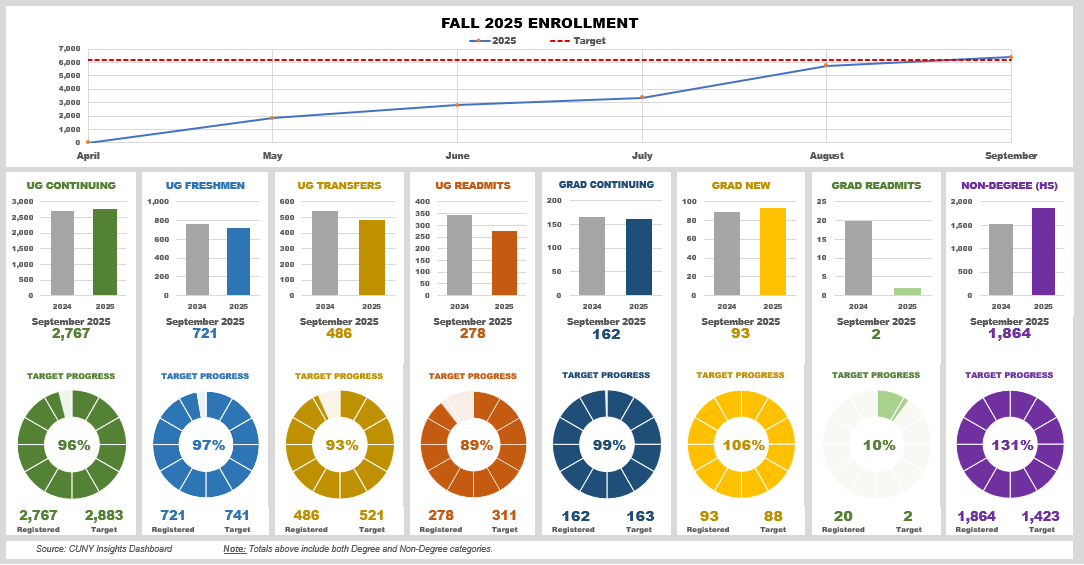 FALL 2025 ENROLLMENT
2025 Target
7,000
6,000
5,000
4,000
3,000
2,000
1,000
0
April May June July August September
UG CONTINUING
3,000
2,500
2,000
1,500
1,000
500
0
2024 2025
September 2025
2,767
TARGET PROGRESS
96%
2,767 2,883
Registered Target
UG FRESHMEN
1,000
800
600
400
200
0
2024 2025
September 2025
721
TARGET PROGRESS
97%
721 741
Registered Target
UG TRANSFERS
600
500
400
300
200
100
0
2024 2025
September 2025
486
TARGET PROGRESS
93%
486 521
Registered Target
UG READMITS
400
350
300
250
200
150
100
50
0
2024 2025
September 2025
278
TARGET PROGRESS
89%
278 311
Registered Target
GRAD CONTINUING
200
150
100
50
0
2024 2025
September 2025
162
TARGET PROGRESS
99%
162 163
Registered Target
GRAD NEW
100
80
60
40
20
0
2024 2025
September 2025
93
TARGET PROGRESS
106%
93 88
Registered Target
GRAD READMITS
25
20
15
10
5
0
2024 2025
September 2025
2
TARGET PROGRESS
10%
20 2
Registered Target
NON-DEGREE (HS)
2,000
1,500
1,000
500
0
2024 2025
September 2025
1,864
TARGET PROGRESS
131%
1,864 1,423
Registered Target
Source: CUNY Insights Dashboard Note: Totals above include both Degree and Non-Degree categories.